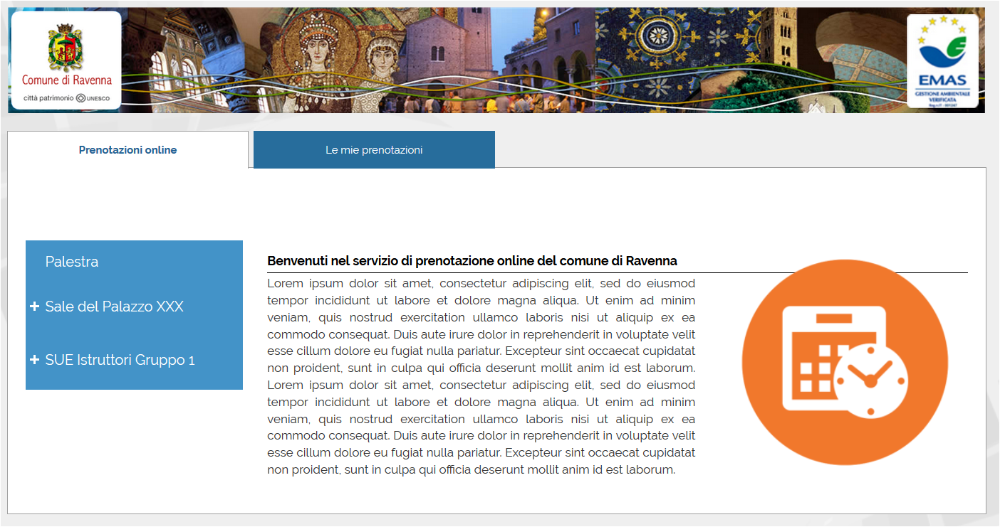 Comune di Ravenna
città patrimonio UNESCO
EMAS
GESTIONE AMBIENTALE
VERIFICATA
Prenotazioni online
Le mie prenotazioni
Palestra
+ Sale del Palazzo XXX
+ SUE Istruttori Gruppo 1
Benvenuti nel servizio di prenotazione online del comune di Ravenna
Lorem ipsum dolor sit amet, consectetur adipiscing elit, sed do eiusmod
tempor incididunt ut labore et dolore magna aliqua. Ut enim ad minim
veniam, quis nostrud exercitation ullamco laboris nisi ut aliquip ex ea
commodo consequat. Duis aute irure dolor in reprehenderit in voluptate velit
esse cillum dolore eu fugiat nulla pariatur. Excepteur sint occaecat cupidatat
non proident, sunt in culpa qui officia deserunt mollit anim id est laborum.
Lorem ipsum dolor sit amet, consectetur adipiscing elit, sed do eiusmod
tempor incididunt ut labore et dolore magna aliqua. Ut enim ad minim
veniam, quis nostrud exercitation ullamco laboris nisi ut aliquip ex ea
commodo consequat. Duis aute irure dolor in reprehenderit in voluptate velit
esse cillum dolore eu fugiat nulla pariatur. Excepteur sint occaecat cupidatat
non proident, sunt in culpa qui officia deserunt mollit anim id est laborum.